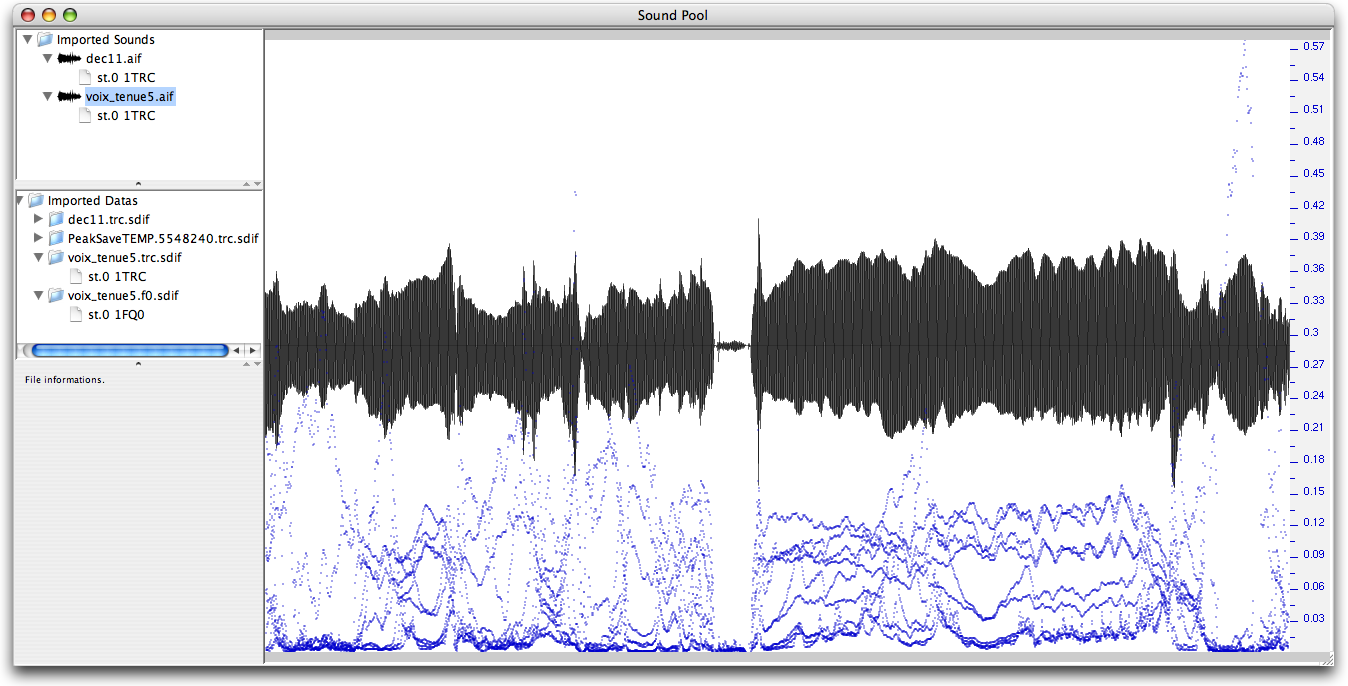 Sound Pool
Imported Sounds
dec11.aif
st.0 1TRC
voix_tenue5.aif
st.0 1TRC
Imported Datas
dec11.trc.sdif
PeakSaveTEMP.5548240.trc.sdif
voix_tenue5.trc.sdif
st.0 1TRC
voix_tenue5.f0.sdif
st.0 1FQ0
File informations.
0.57
0.54
0.51
0.48
0.45
0.42
0.39
0.36
0.33
0.3
0.27
0.24
0.21
0.18
0.15
0.12
0.09
0.06
0.03